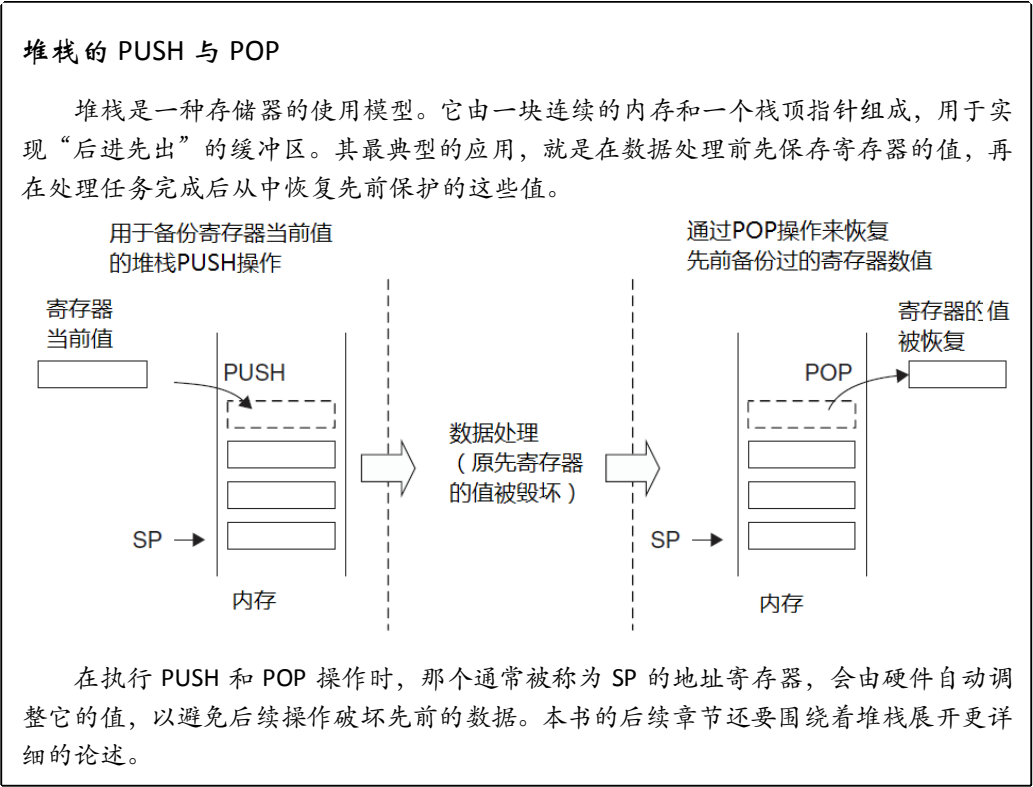 堆栈的 PUSH 与 POP
堆栈是一种存储器的使用模型。它由一块连续的内存和一个栈顶指针组成，用于实
现“后进先出”的缓冲区。其最典型的应用，就是在数据处理前先保存寄存器的值，再
在处理任务完成后从中恢复先前保护的这些值。
用于备份寄存器当前值
的堆栈PUSH操作
通过POP操作来恢复
先前备份过的寄存器数值
寄存器
当前值
寄存器的值
被恢复
PUSH
POP
数据处理
（原先寄存器
的值被毁坏）
SP
SP
内存
内存
在执行 PUSH 和 POP 操作时，那个通常被称为 SP 的地址寄存器，会由硬件自动调
整它的值，以避免后续操作破坏先前的数据。本书的后续章节还要围绕着堆栈展开更详
细的论述。